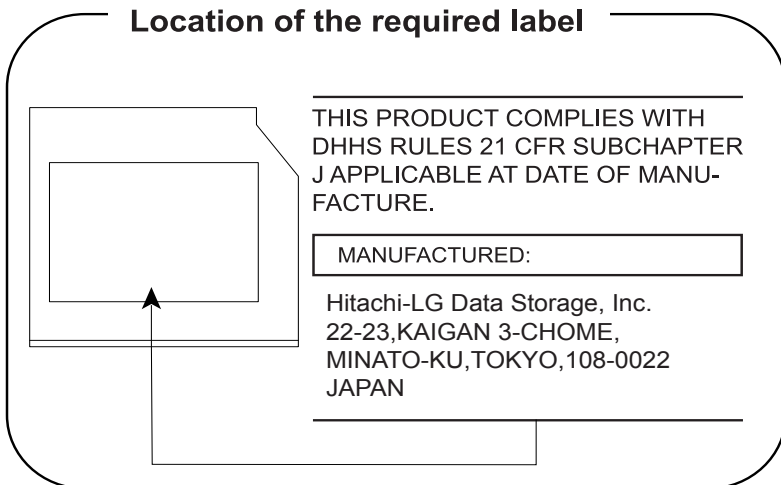 Location of the required label
THIS PRODUCT COMPLIES WITH
DHHS RULES 21 CFR SUBCHAPTER
J APPLICABLE AT DATE OF MANU-
FACTURE.
MANUFACTURED:
Hitachi-LG Data Storage, Inc.
22-23,KAIGAN 3-CHOME,
MINATO-KU,TOKYO,108-0022
JAPAN